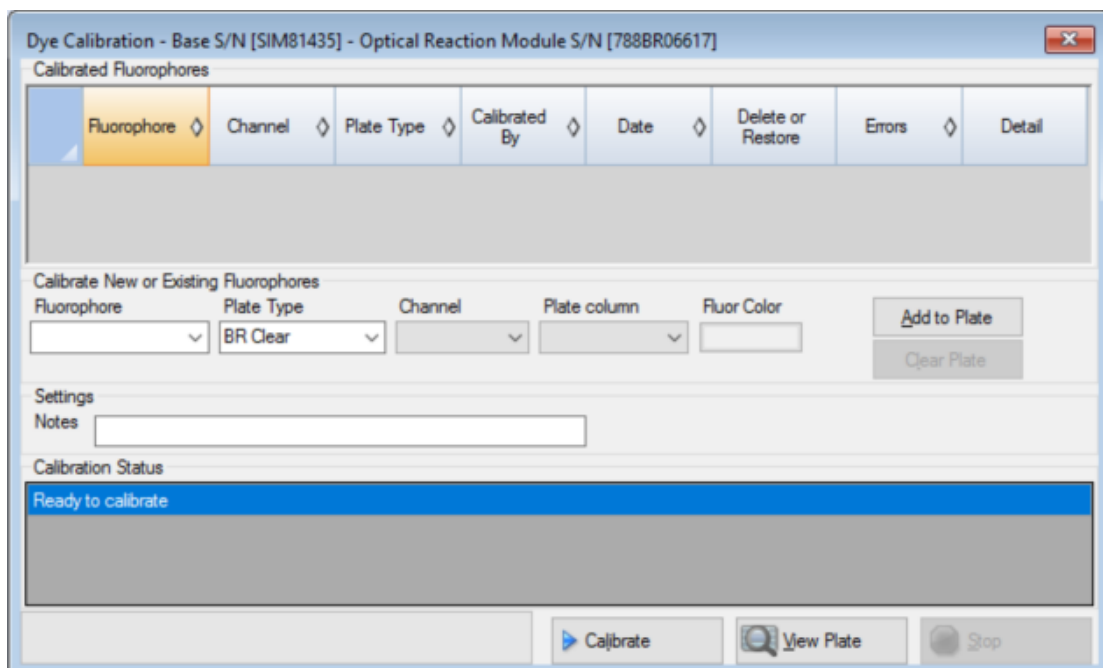 Dye Calibration - Base S/N [SIM81435] - Optical Reaction Module S/N [788BR06617]
Calibrated Fluorophores
Fluorophore Channel Plate Type Calibrated By Date Delete or Restore Errors Detail
Calibrate New or Existing Fluorophores
Fluorophore Plate Type Channel Plate column Fluor Color
BR Clear
Add to Plate
Clear Plate
Settings
Notes
Calibration Status
Ready to calibrate
Calibrate View Plate Stop